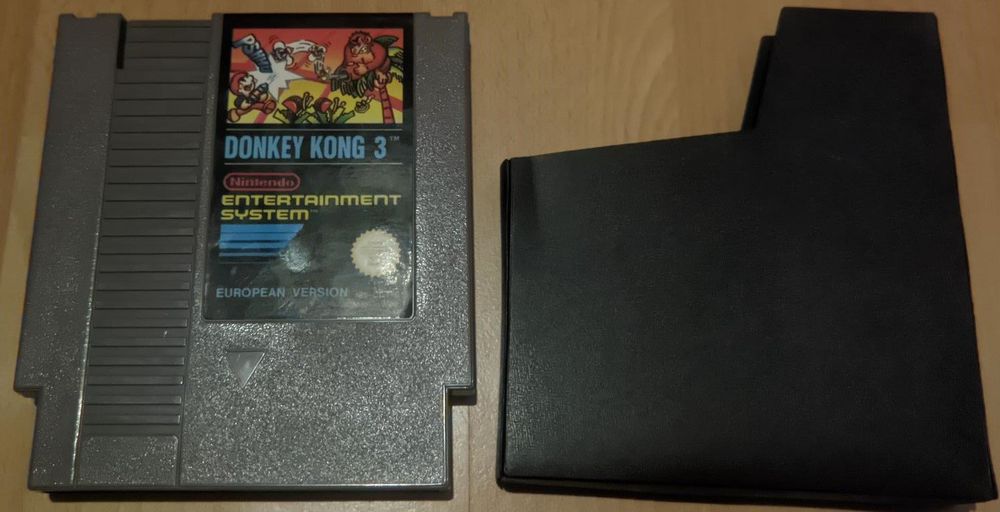 DONKEY KONG 3™
Nintendo
ENTERTAINMENT
SYSTEM™
EUROPEAN VERSION